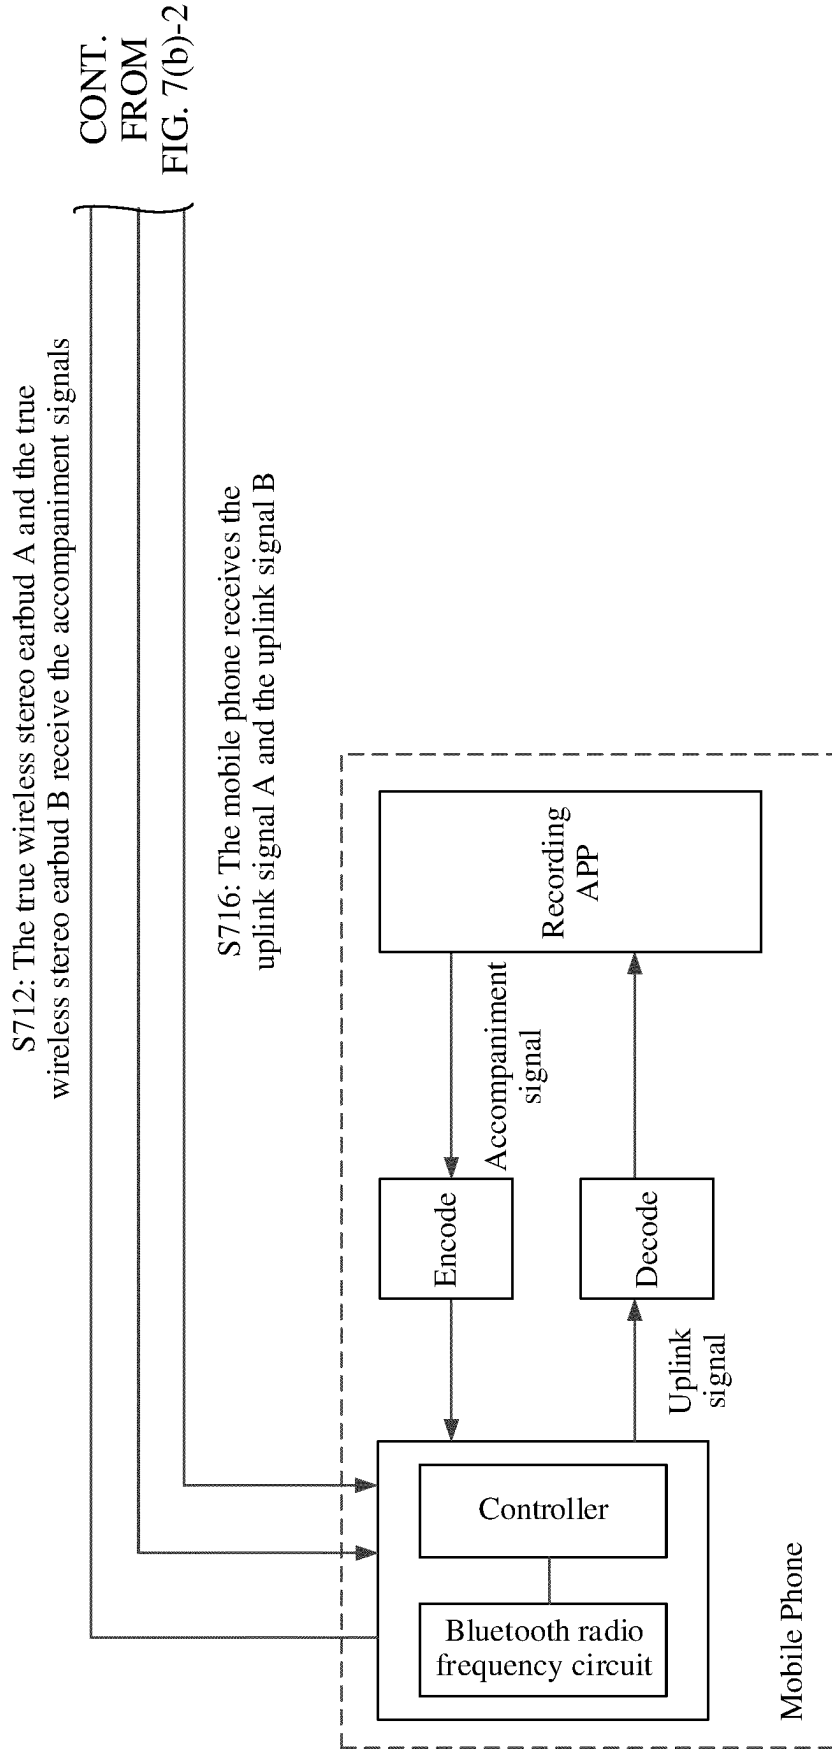 CONT.
FROM
FIG. 7(b)-2
S712: The true wireless stereo earbud A and the true
wireless stereo earbud B receive the accompaniment signals
S716: The mobile phone receives the
uplink signal A and the uplink signal B
Recording
APP
Accompaniment
signal
Encode
Decode
Uplink
signal
Controller
Bluetooth radio
frequency circuit
Mobile Phone